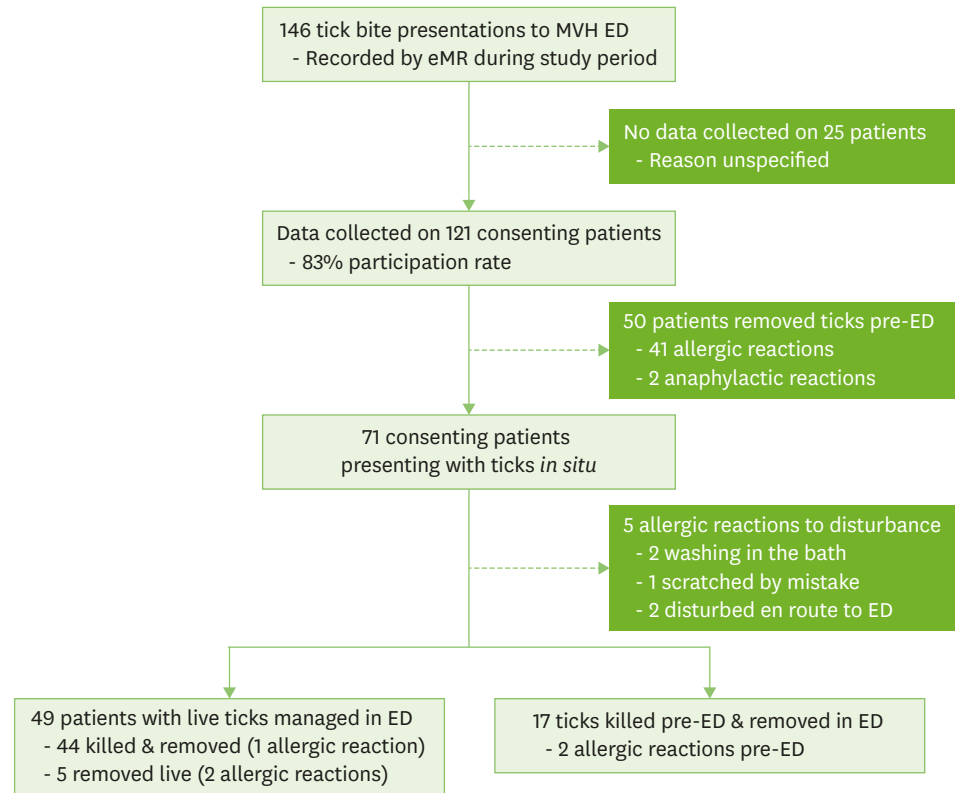 146 tick bite presentations to MVH ED
- Recorded by eMR during study period
No data collected on 25 patients
- Reason unspecified
Data collected on 121 consenting patients
- 83% participation rate
50 patients removed ticks pre-ED
- 41 allergic reactions
- 2 anaphylactic reactions
71 consenting patients
presenting with ticks in situ
5 allergic reactions to disturbance
- 2 washing in the bath
- 1 scratched by mistake
- 2 disturbed en route to ED
49 patients with live ticks managed in ED
- 44 killed & removed (1 allergic reaction)
- 5 removed live (2 allergic reactions)
17 ticks killed pre-ED & removed in ED
- 2 allergic reactions pre-ED